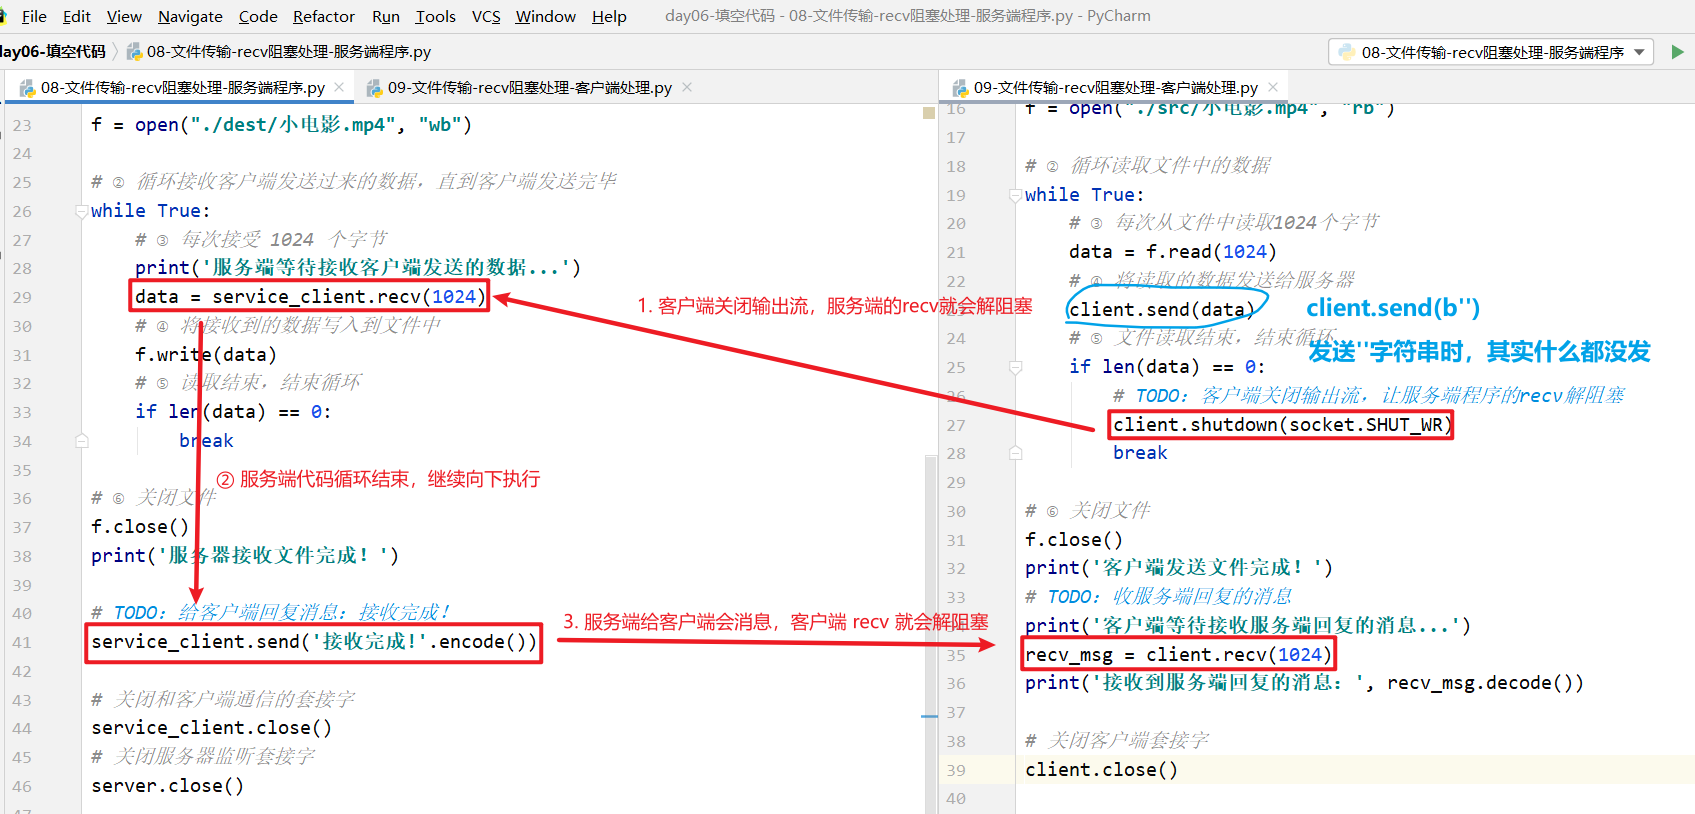 File Edit View Navigate Code Refactor Run Tools VCS Window Help day06-填空代码 - 08-文件传输-recv阻塞处理-服务端程序.py - PyCharm
day06-填空代码 08-文件传输-recv阻塞处理-服务端程序.py 08-文件传输-recv阻塞处理-服务端程序
08-文件传输-recv阻塞处理-服务端程序.py 09-文件传输-recv阻塞处理-客户端处理.py
23 f = open("./dest/小电影.mp4", "wb")
24
25 # ② 循环接收客户端发送过来的数据，直到客户端发送完毕
26 while True:
27 # ③ 每次接受 1024 个字节
28 print('服务端等待接收客户端发送的数据...')
29 data = service_client.recv(1024)
30 # ④ 将接收到的数据写入到文件中
31 f.write(data)
32 # ⑤ 读取结束，结束循环
33 if len(data) == 0:
34 break
35
② 服务端代码循环结束，继续向下执行
36 # ⑥ 关闭文件
37 f.close()
38 print('服务器接收文件完成！')
39
40 # TODO：给客户端回复消息：接收完成！
41 service_client.send('接收完成!'.encode())
42
43 # 关闭和客户端通信的套接字
44 service_client.close()
45 # 关闭服务器监听套接字
46 server.close()
47
1. 客户端关闭输出流，服务端的recv就会解阻塞
3. 服务端给客户端会消息，客户端 recv 就会解阻塞
09-文件传输-recv阻塞处理-客户端处理.py
16 f = open("./src/小电影.mp4", "rb")
17
18 # ② 循环读取文件中的数据
19 while True:
20 # ③ 每次从文件中读取1024个字节
21 data = f.read(1024)
22 # ④ 将读取的数据发送给服务器
client.send(data) client.send(b'')
24 # ⑤ 文件读取结束，结束循环
发送''字符串时，其实什么都没发
25 if len(data) == 0:
26 # TODO：客户端关闭输出流，让服务端程序的recv解阻塞
27 client.shutdown(socket.SHUT_WR)
28 break
29
30 # ⑥ 关闭文件
31 f.close()
32 print('客户端发送文件完成！')
33 # TODO：收服务端回复的消息
print('客户端等待接收服务端回复的消息...')
35 recv_msg = client.recv(1024)
36 print('接收到服务端回复的消息：', recv_msg.decode())
37
38 # 关闭客户端套接字
39 client.close()
40